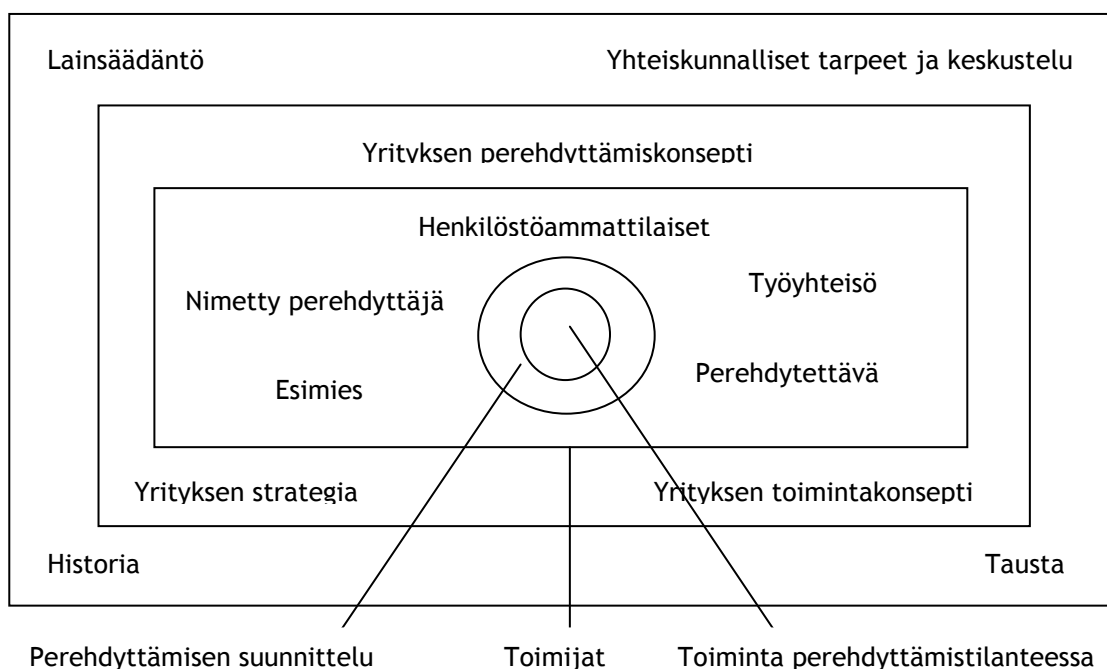 Lainsäädäntö
Yhteiskunnalliset tarpeet ja keskustelu
Yrityksen perehdyttämiskonsepti
Henkilöstöammattilaiset
Työyhteisö
Nimetty perehdyttäjä
Perehdytettävä
Esimies
Yrityksen strategia
Yrityksen toimintakonsepti
Historia
Tausta
Perehdyttämisen suunnittelu
Toimijat
Toiminta perehdyttämistilanteessa